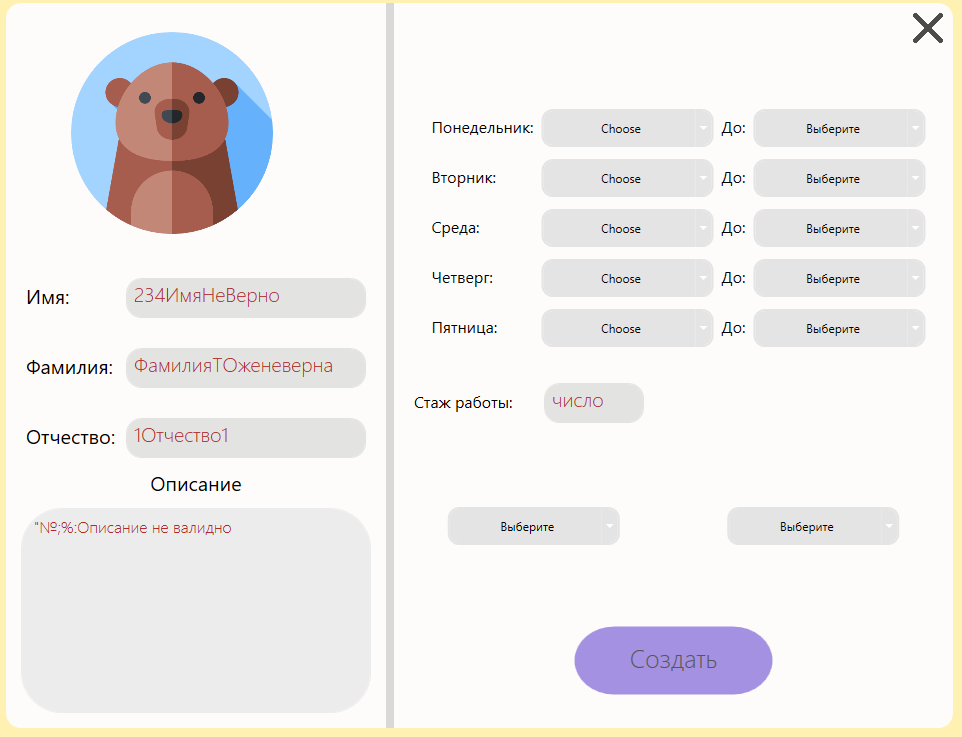 Имя: 234ИмяНеВерно
Фамилия: ФамилияТОженеверна
Отчество: 1Отчество1
Описание
"№;%:Описание не валидно
Понедельник: Choose До: Выберите
Вторник: Choose До: Выберите
Среда: Choose До: Выберите
Четверг: Choose До: Выберите
Пятница: Choose До: Выберите
Стаж работы: число
Выберите Выберите
Создать